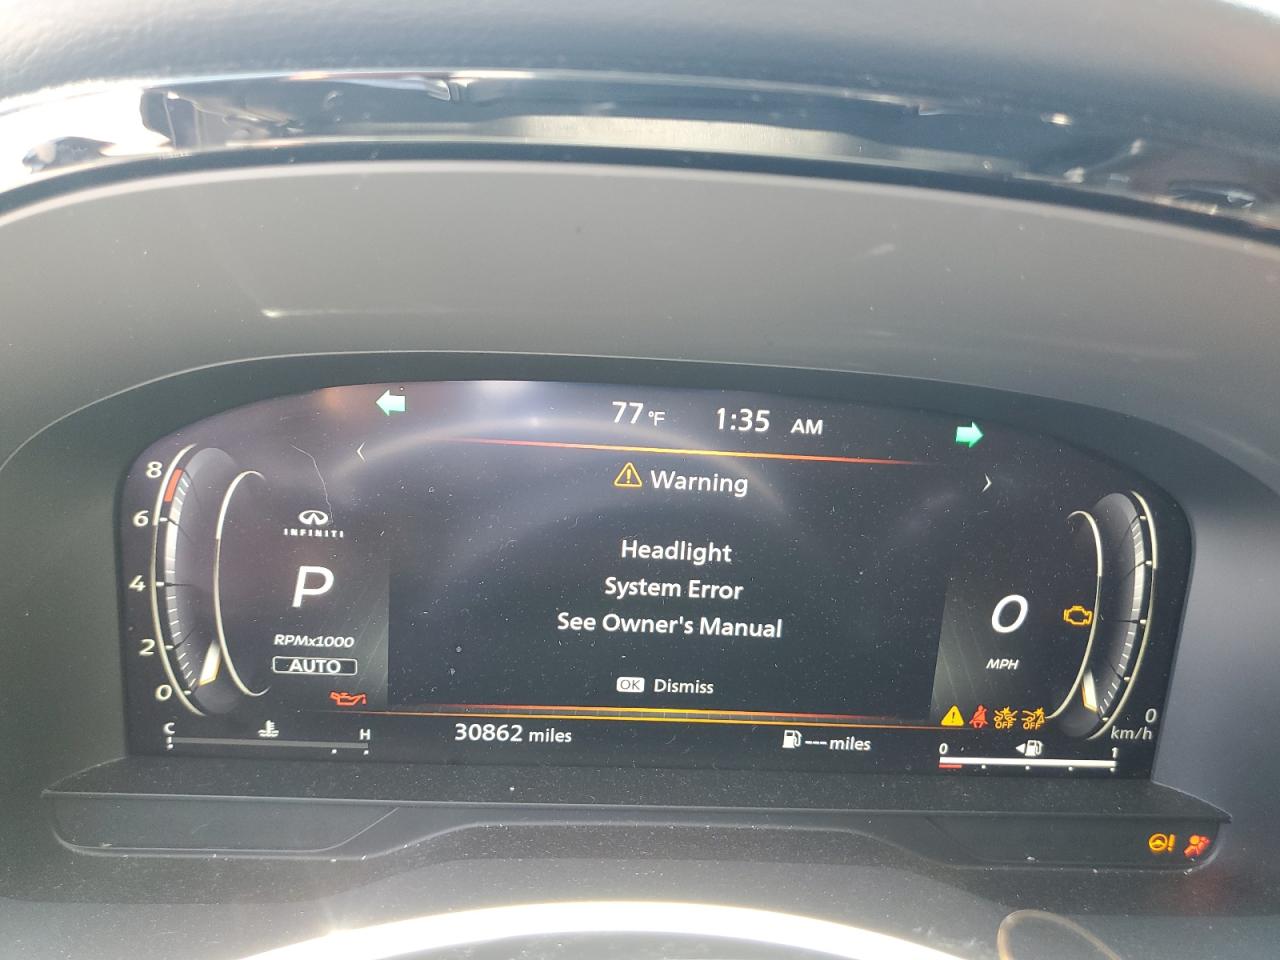 77 °F 1:35 AM
Warning
Headlight
System Error
See Owner's Manual
OK Dismiss
8
6
4
2
0
INFINITI
P
RPMx1000
AUTO
C H
30862 miles
--- miles
0
MPH
OFF OFF
0
km/h
0 1